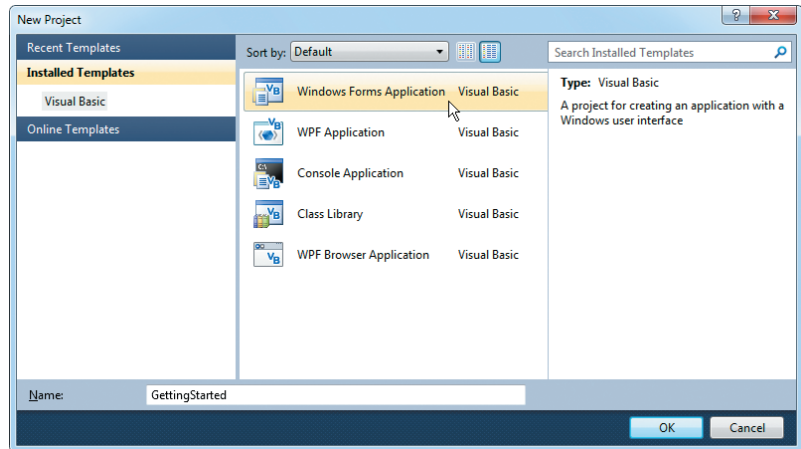 New Project
Recent Templates
Installed Templates
Visual Basic
Online Templates
Sort by: Default
Search Installed Templates
Windows Forms Application Visual Basic
WPF Application Visual Basic
Console Application Visual Basic
Class Library Visual Basic
WPF Browser Application Visual Basic
Type: Visual Basic
A project for creating an application with a
Windows user interface
Name: GettingStarted
OK Cancel